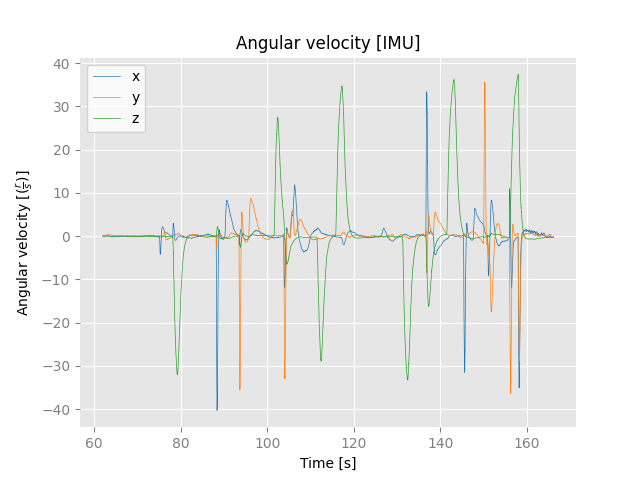 Angular velocity [IMU]
x
y
z
Angular velocity [(r/s)]
40
30
20
10
0
−10
−20
−30
−40
60 80 100 120 140 160
Time [s]